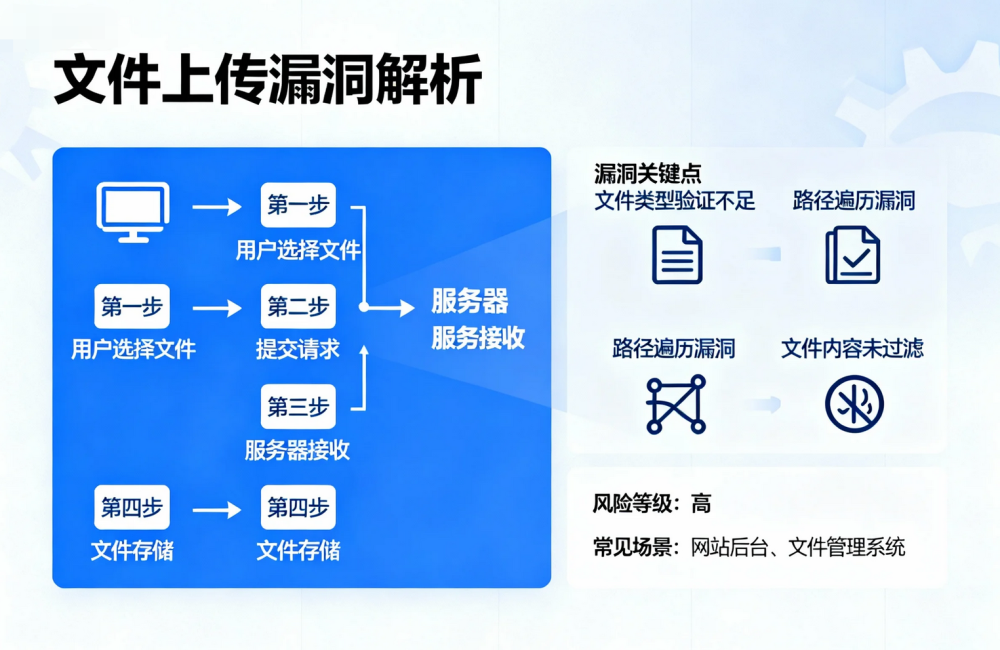 文件上传漏洞解析
第一步
用户选择文件
第一步
第二步
用户选择文件
提交请求
服务器
服务接收
第三步
服务器接收
第四步
第四步
文件存储
文件存储
漏洞关键点
文件类型验证不足
路径遍历漏洞
路径遍历漏洞
文件内容未过滤
风险等级：高
常见场景：网站后台、文件管理系统